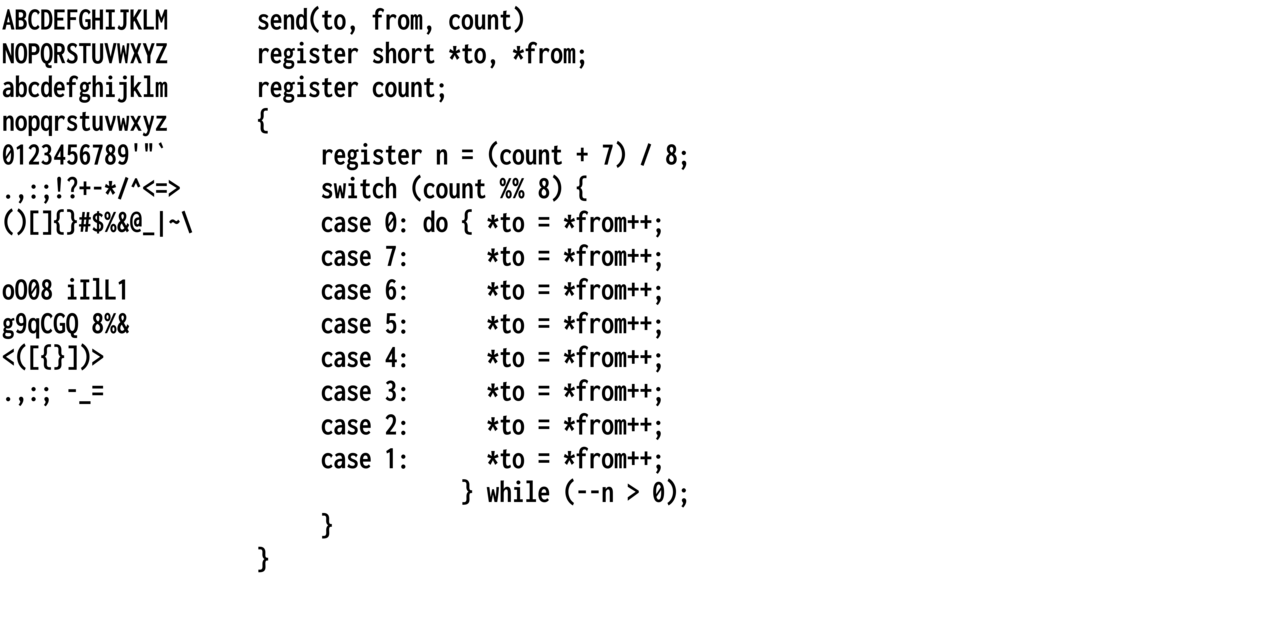 ABCDEFGHIJKLM
NOPQRSTUVWXYZ
abcdefghijklm
nopqrstuvwxyz
0123456789'"`
.,:;!?+-*/^<=>
()[]{}#$%&@_|~\
oO08 iIlL1
g9qCGQ 8%&
<([{}])>
.,:; -_=
send(to, from, count)
register short *to, *from;
register count;
{
     register n = (count + 7) / 8;
     switch (count %% 8) {
     case 0: do { *to = *from++;
     case 7:      *to = *from++;
     case 6:      *to = *from++;
     case 5:      *to = *from++;
     case 4:      *to = *from++;
     case 3:      *to = *from++;
     case 2:      *to = *from++;
     case 1:      *to = *from++;
                } while (--n > 0);
     }
}